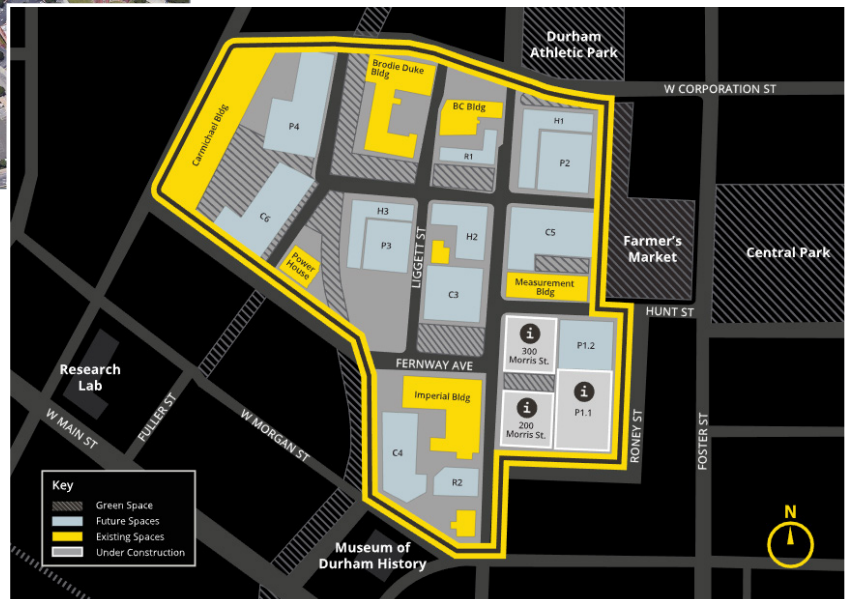 Durham
Athletic Park
W CORPORATION ST
Brodie Duke
Bldg
BC Bldg
H1
Carmichael Bldg
P4
R1
P2
C6
H3
P3
LIGGETT ST
H2
C5
Farmer's
Market
Central Park
Power
House
C3
Measurement
Bldg
HUNT ST
i
300
Morris St.
P1.2
FERNWAY AVE
Research
Lab
Imperial Bldg
i
P1.1
i
200
Morris St.
RONEY ST
FOSTER ST
FULLER ST
W MORGAN ST
W MAIN ST
C4
R2
Key
Green Space
Future Spaces
Existing Spaces
Under Construction
Museum of
Durham History
N